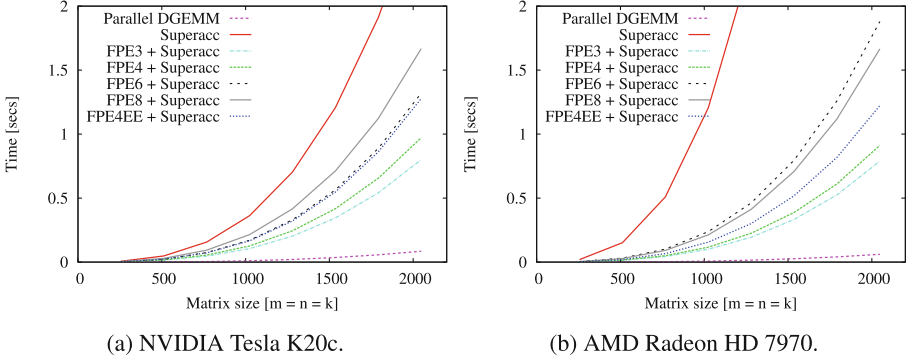 Parallel DGEMM
Superacc
FPE3 + Superacc
FPE4 + Superacc
FPE6 + Superacc
FPE8 + Superacc
FPE4EE + Superacc
Time [secs]
2
1.5
1
0.5
0
0 500 1000 1500 2000
Matrix size [m = n = k]
(a) NVIDIA Tesla K20c.
Parallel DGEMM
Superacc
FPE3 + Superacc
FPE4 + Superacc
FPE6 + Superacc
FPE8 + Superacc
FPE4EE + Superacc
Time [secs]
2
1.5
1
0.5
0
0 500 1000 1500 2000
Matrix size [m = n = k]
(b) AMD Radeon HD 7970.